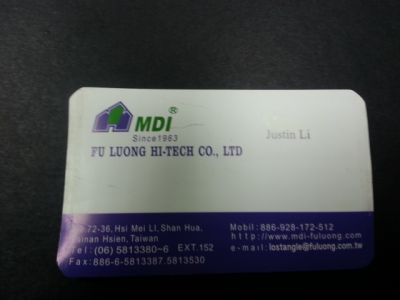 MDI®
Since1963
Justin Li
FU LUONG HI-TECH CO., LTD
72-36, Hsi Mei LI, Shan Hua,
Tainan Hsien, Taiwan
Tel: (06) 5813380~6 EXT.152
Fax: 886-6-5813387.5813530
Mobil: 886-928-172-512
http://www.mdi-fuluong.com
e-mail: lostangle@fuluong.com.tw